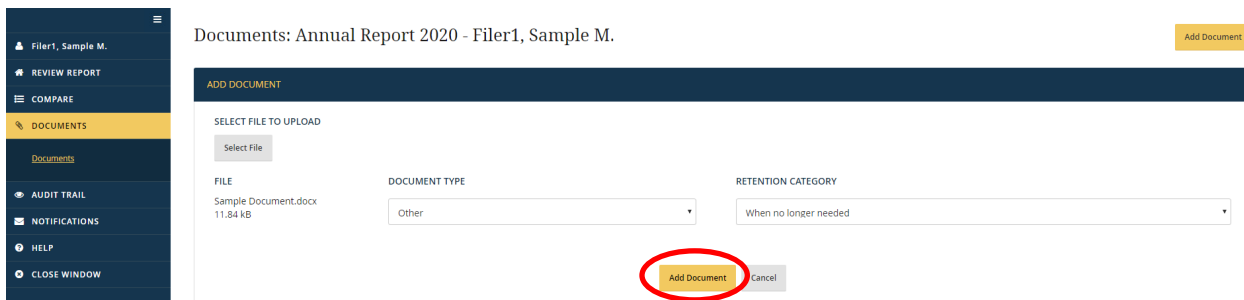 Filer1, Sample M.
REVIEW REPORT
COMPARE
DOCUMENTS
Documents
AUDIT TRAIL
NOTIFICATIONS
HELP
CLOSE WINDOW
Documents: Annual Report 2020 - Filer1, Sample M.
Add Document
ADD DOCUMENT
SELECT FILE TO UPLOAD
Select File
FILE DOCUMENT TYPE RETENTION CATEGORY
Sample Document.docx
11.84 kB
Other When no longer needed
Add Document Cancel